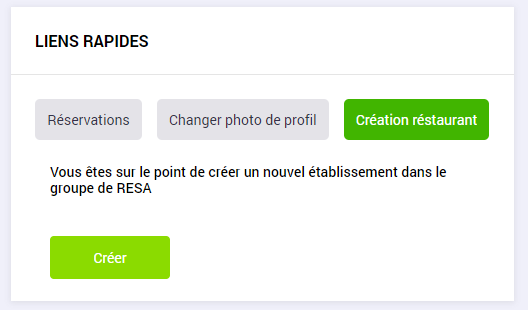 LIENS RAPIDES
Réservations Changer photo de profil Création réstaurant
Vous êtes sur le point de créer un nouvel établissement dans le
groupe de RESA
Créer